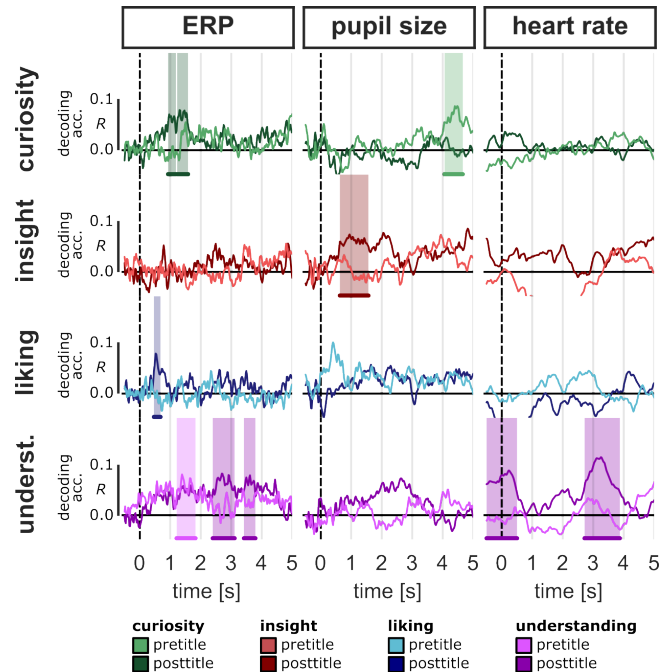 ERP pupil size heart rate
curiosity
decoding
acc.
R
0.1
0.0
insight
decoding
acc.
R
0.1
0.0
liking
decoding
acc.
R
0.1
0.0
underst.
decoding
acc.
R
0.1
0.0
0 1 2 3 4 5 0 1 2 3 4 5 0 1 2 3 4 5
time [s] time [s] time [s]
curiosity insight liking understanding
pretitle pretitle pretitle pretitle
posttitle posttitle posttitle posttitle